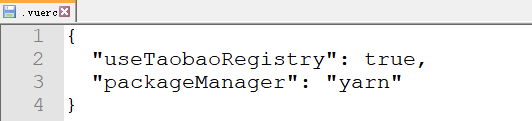 .vuerc
1 {
2 "useTaobaoRegistry": true,
3 "packageManager": "yarn"
4 }